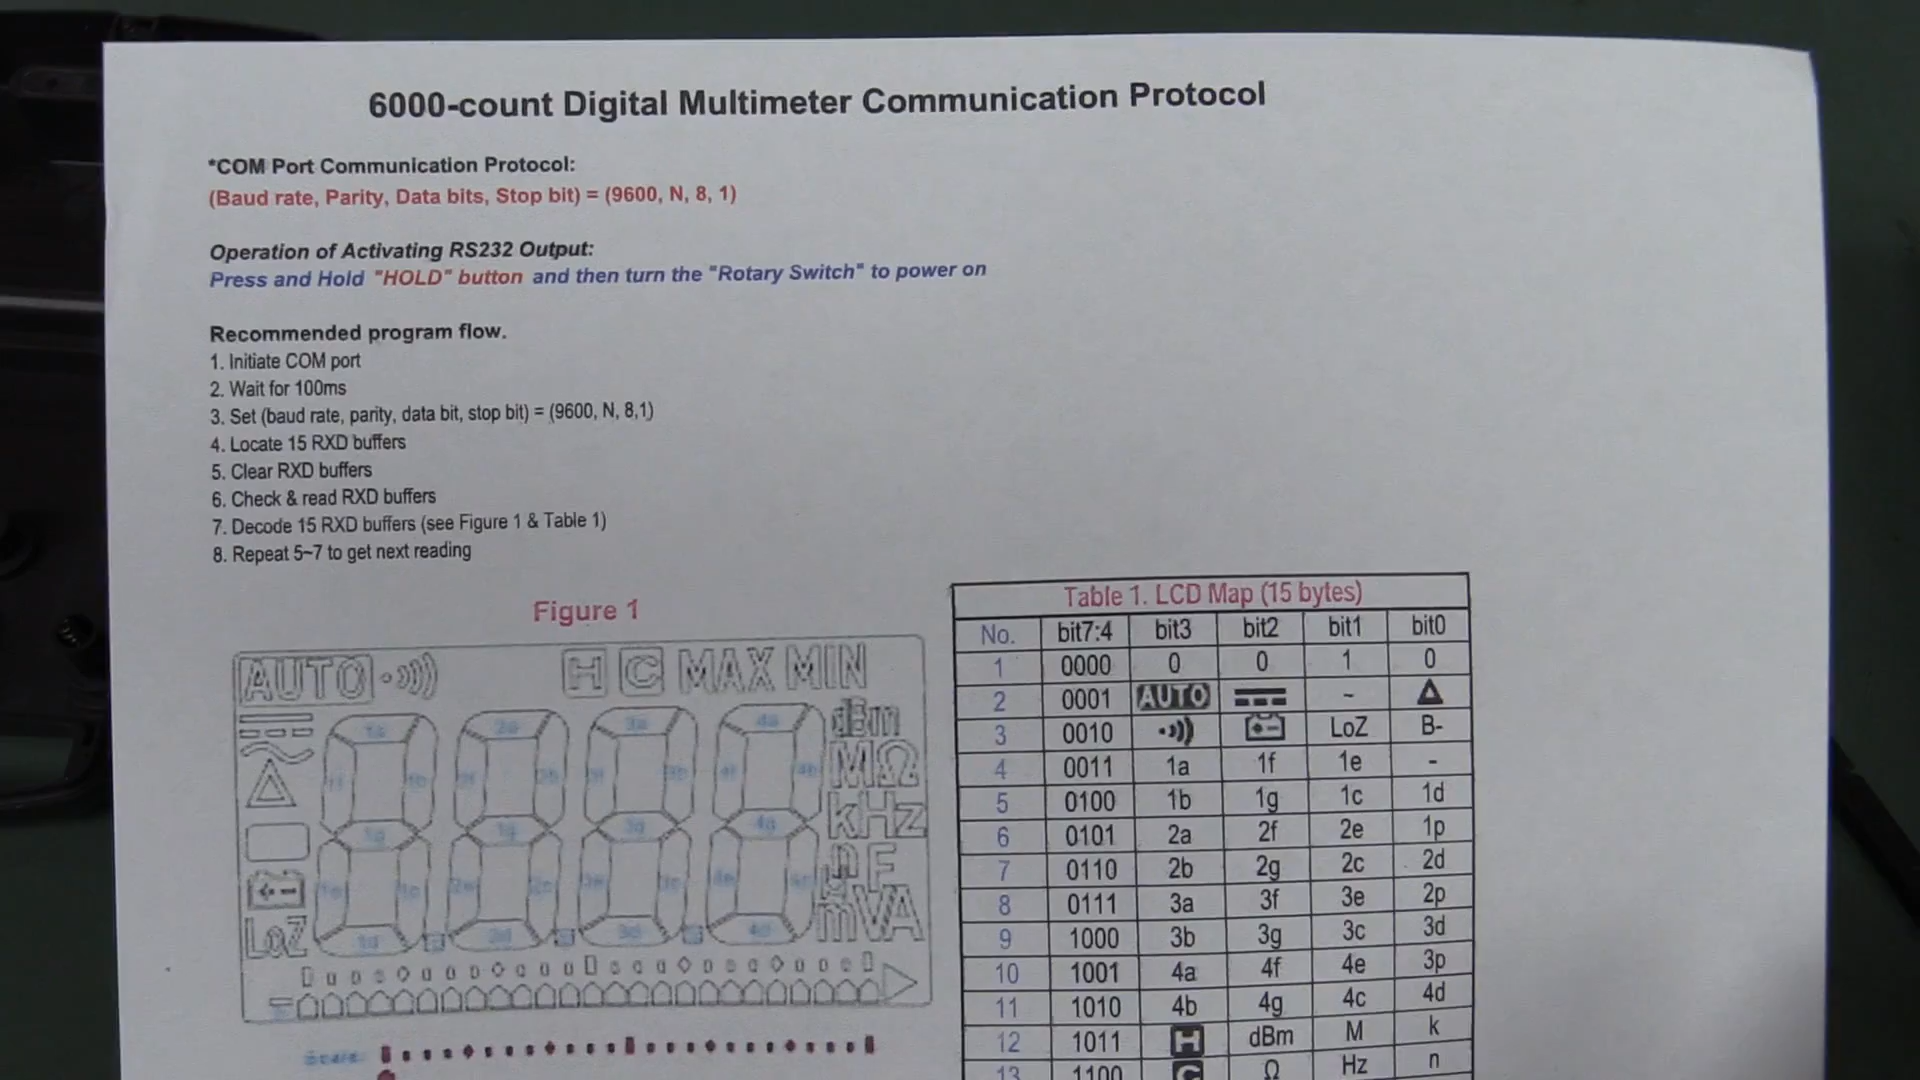 6000-count Digital Multimeter Communication Protocol
*COM Port Communication Protocol:
(Baud rate, Parity, Data bits, Stop bit) = (9600, N, 8, 1)
Operation of Activating RS232 Output:
Press and Hold "HOLD" button and then turn the "Rotary Switch" to power on
Recommended program flow.
1. Initiate COM port
2. Wait for 100ms
3. Set (baud rate, parity, data bit, stop bit) = (9600, N, 8,1)
4. Locate 15 RXD buffers
5. Clear RXD buffers
6. Check & read RXD buffers
7. Decode 15 RXD buffers (see Figure 1 & Table 1)
8. Repeat 5~7 to get next reading
Figure 1
AUTO H C MAX MIN
dBm
MΩ
kHz
F
LoZ mVA
Table 1. LCD Map (15 bytes)
No. bit7:4 bit3 bit2 bit1 bit0
1 0000 0 0 1 0
2 0001 AUTO ~ Δ
3 0010 LoZ B-
4 0011 1a 1f 1e -
5 0100 1b 1g 1c 1d
6 0101 2a 2f 2e 1p
7 0110 2b 2g 2c 2d
8 0111 3a 3f 3e 2p
9 1000 3b 3g 3c 3d
10 1001 4a 4f 4e 3p
11 1010 4b 4g 4c 4d
12 1011 H dBm M k
13 1100 C Ω Hz n